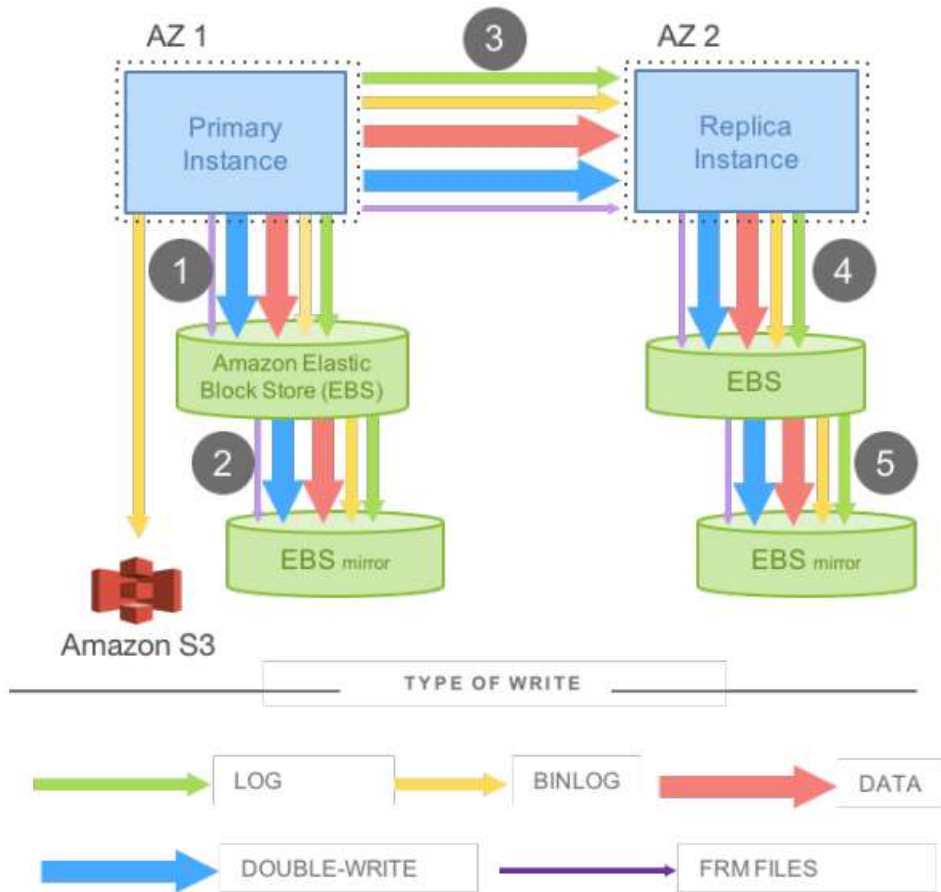 AZ 1
3
AZ 2
Primary
Instance
Replica
Instance
1
4
Amazon Elastic
Block Store (EBS)
EBS
2
5
EBS mirror
EBS mirror
Amazon S3
TYPE OF WRITE
LOG
BINLOG
DATA
DOUBLE-WRITE
FRM FILES